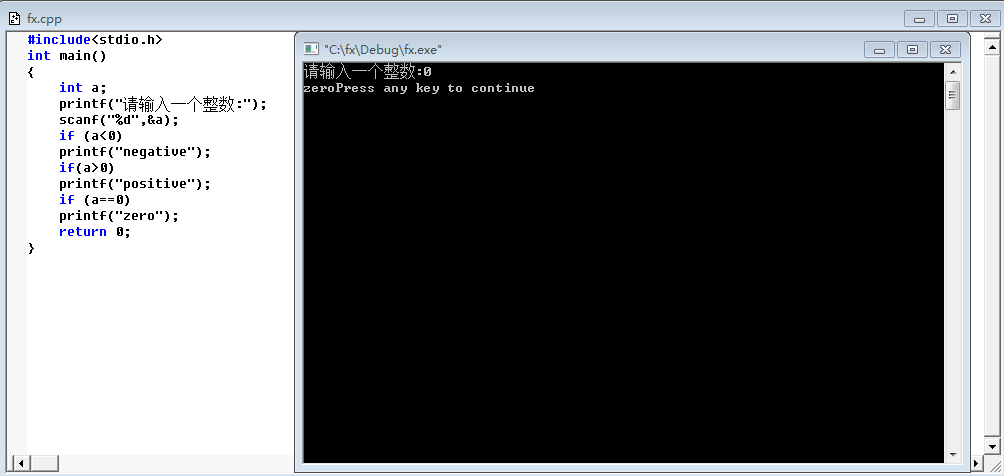 fx.cpp
#include<stdio.h>
int main()
{
    int a;
    printf("请输入一个整数:");
    scanf("%d",&a);
    if (a<0)
    printf("negative");
    if(a>0)
    printf("positive");
    if (a==0)
    printf("zero");
    return 0;
}
"C:\fx\Debug\fx.exe"
请输入一个整数:0
zeroPress any key to continue